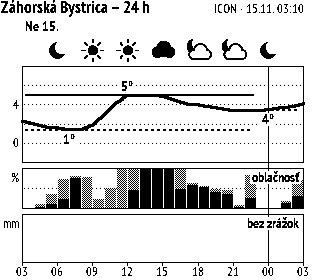 Záhorská Bystrica – 24 h ICON · 15.11. 03:10
Ne 15.
5°
4
4°
1°
0
% oblačnosť
mm bez zrážok
03 06 09 12 15 18 21 00 03